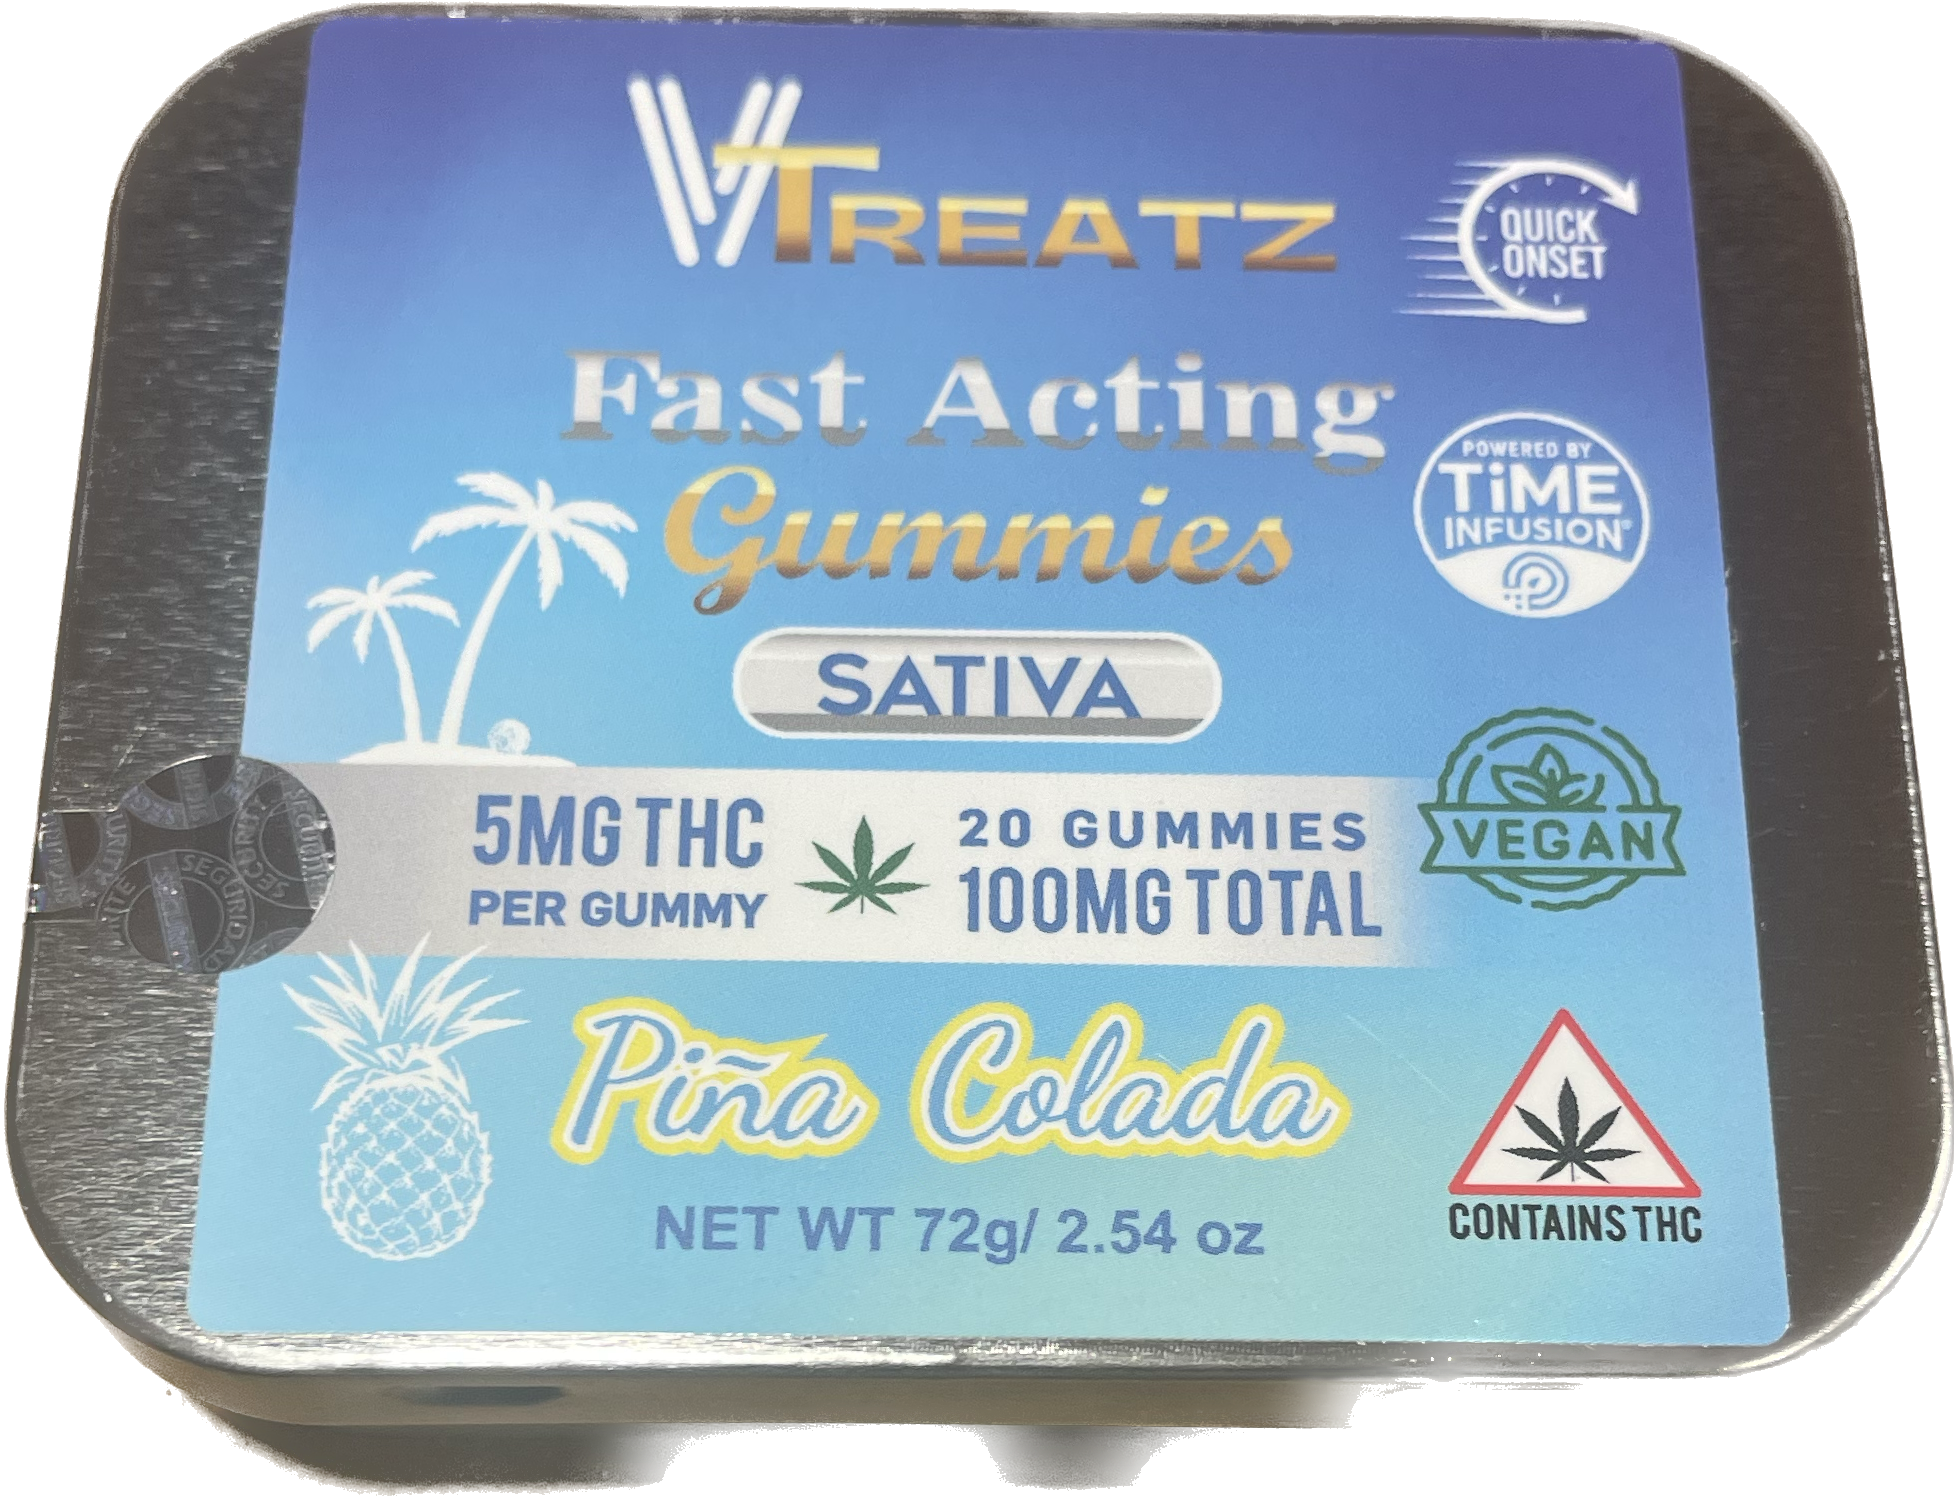 VTREATZ
QUICK
ONSET
Fast Acting
Gummies
POWERED BY
TiME
INFUSION®
SATIVA
5MG THC
PER GUMMY
20 GUMMIES
100MG TOTAL
VEGAN
SEGURIDAD
Piña Colada
NET WT 72g/ 2.54 oz
CONTAINS THC